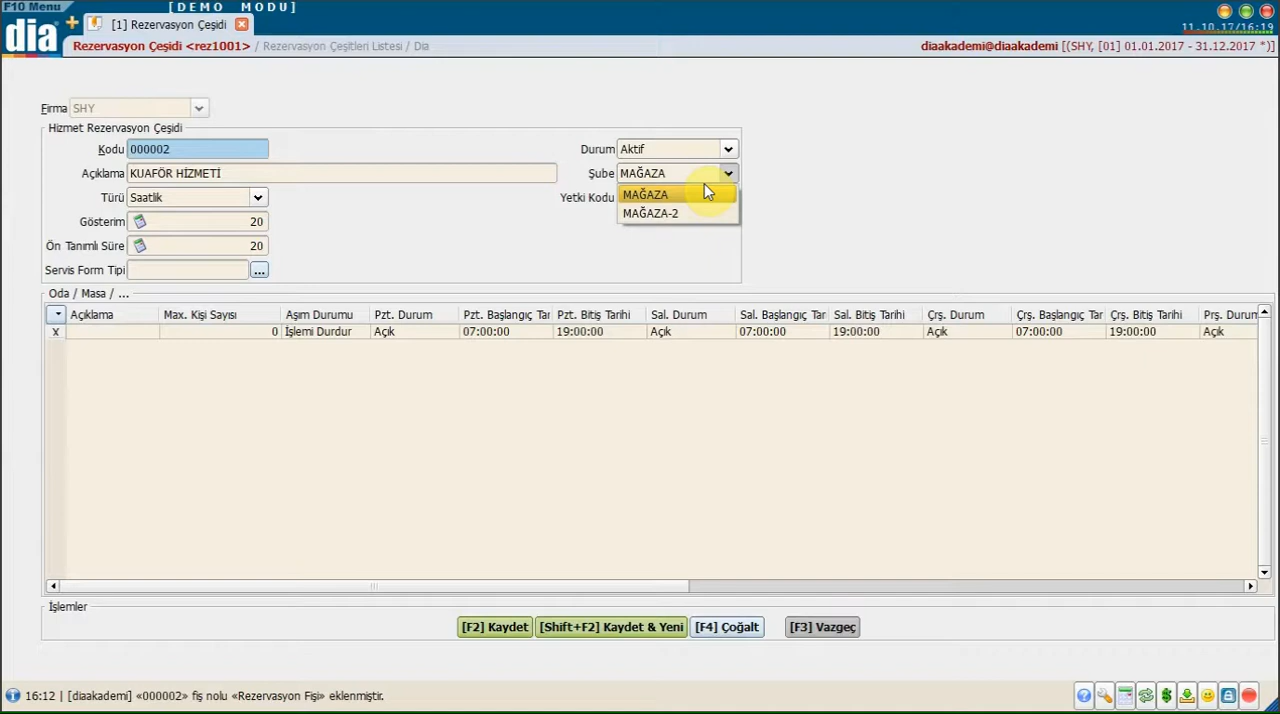 F10 Menu
[DEMO MODU]
dia
[1] Rezervasyon Çeşidi
11.10.17/16:19
Rezervasyon Çeşidi <rez1001> / Rezervasyon Çeşitleri Listesi / Dia
diaakademi@diaakademi [(SHY, [01] 01.01.2017 - 31.12.2017 *)]
Firma SHY
Hizmet Rezervasyon Çeşidi
Kodu 000002
Durum Aktif
Açıklama KUAFÖR HİZMETİ
Şube MAĞAZA
Türü Saatlik
Yetki Kodu
MAĞAZA
MAĞAZA-2
Gösterim 20
Ön Tanımlı Süre 20
Servis Form Tipi ...
Oda / Masa / ...
Açıklama Max. Kişi Sayısı Aşım Durumu Pzt. Durum Pzt. Başlangıç Tar Pzt. Bitiş Tarihi Sal. Durum Sal. Başlangıç Tar Sal. Bitiş Tarihi Çrş. Durum Çrş. Başlangıç Tar Çrş. Bitiş Tarihi Prş. Durum
X 0 İşlemi Durdur Açık 07:00:00 19:00:00 Açık 07:00:00 19:00:00 Açık 07:00:00 19:00:00 Açık
İşlemler
[F2] Kaydet [Shift+F2] Kaydet & Yeni [F4] Çoğalt [F3] Vazgeç
16:12 | [diaakademi] «000002» fiş nolu «Rezervasyon Fişi» eklenmiştir.